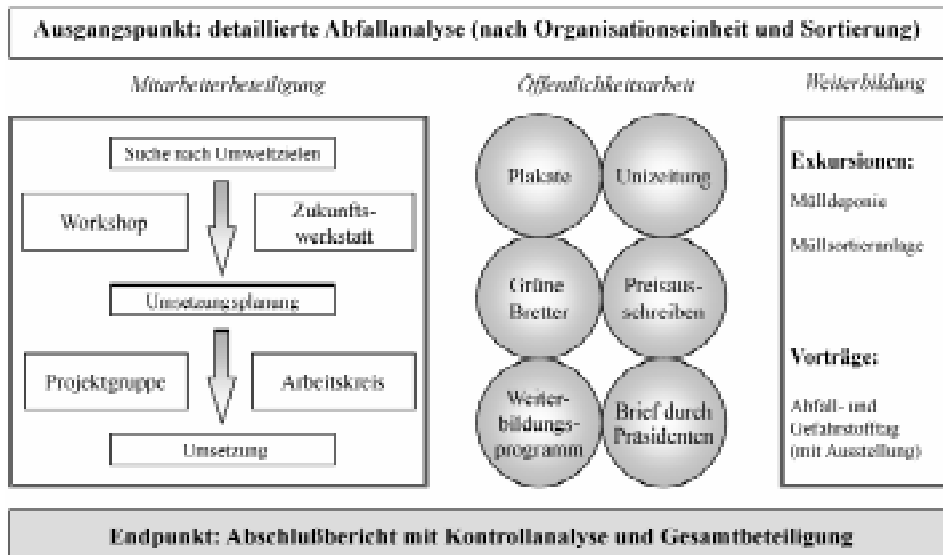 Ausgangspunkt: detaillierte Abfallanalyse (nach Organisationseinheit und Sortierung)
Mitarbeiterbeteiligung
Öffentlichkeitsarbeit
Weiterbildung
Suche nach Umweltzielen
Workshop
Zukunfts-
werkstatt
Umsetzungsplanung
Projektgruppe
Arbeitskreis
Umsetzung
Plakate
Unizeitung
Grüne
Bretter
Preisaus-
schreiben
Weiter-
bildungs-
programm
Brief durch
Präsidenten
Exkursionen:
Mülldeponie
Müllsortieranlage
Vorträge:
Abfall- und
Gefahrstofftag
(mit Ausstellung)
Endpunkt: Abschlußbericht mit Kontrollanalyse und Gesamtbeteiligung